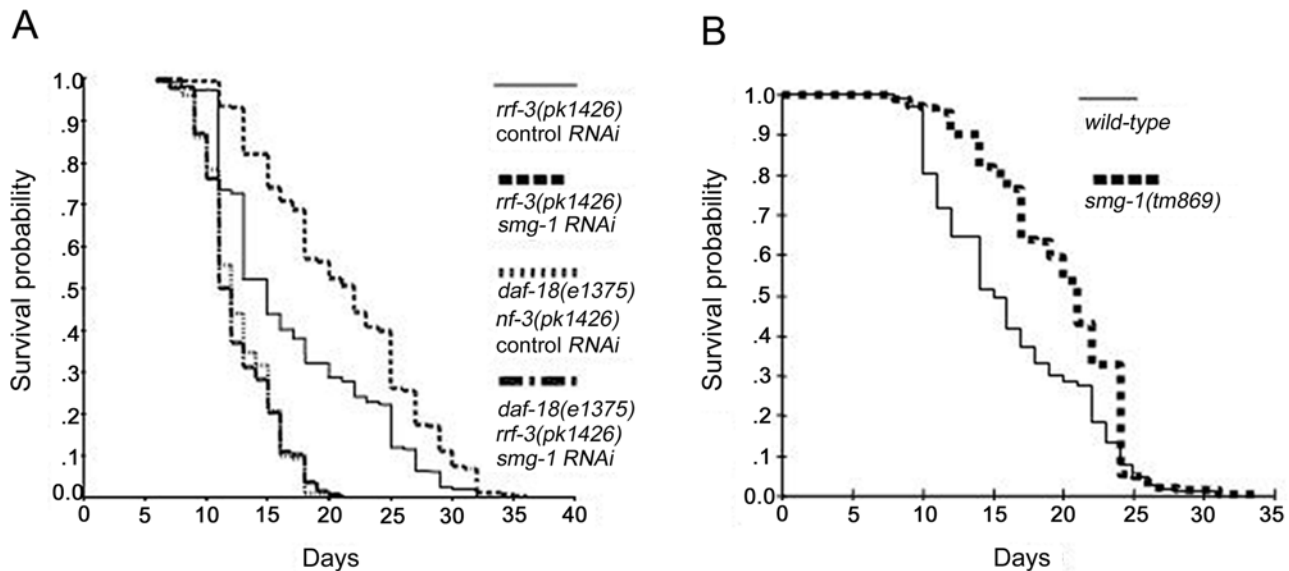 A
Survival probability
1.0
.9
.8
.7
.6
.5
.4
.3
.2
.1
0.0
0
5
10
15
20
25
30
35
40
Days
rrf-3(pk1426)
control RNAi
rrf-3(pk1426)
smg-1 RNAi
daf-18(e1375)
nf-3(pk1426)
control RNAi
daf-18(e1375)
rrf-3(pk1426)
smg-1 RNAi
B
Survival probability
1.0
.9
.8
.7
.6
.5
.4
.3
.2
.1
0.0
0
5
10
15
20
25
30
35
Days
wild-type
smg-1(tm869)